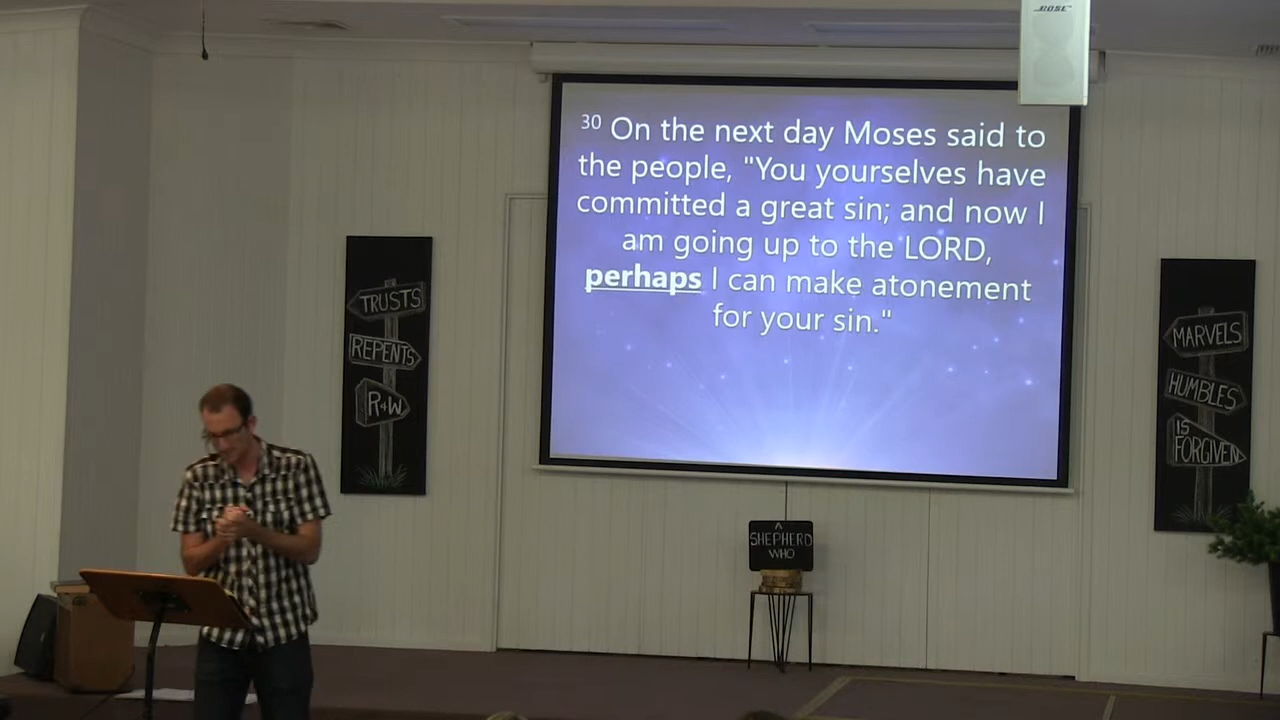 BOSE
30 On the next day Moses said to
the people, "You yourselves have
committed a great sin; and now I
am going up to the LORD,
perhaps I can make atonement
for your sin."
TRUSTS
REPENTS
R+W
MARVELS
HUMBLES
IS
FORGIVEN
A
SHEPHERD
WHO